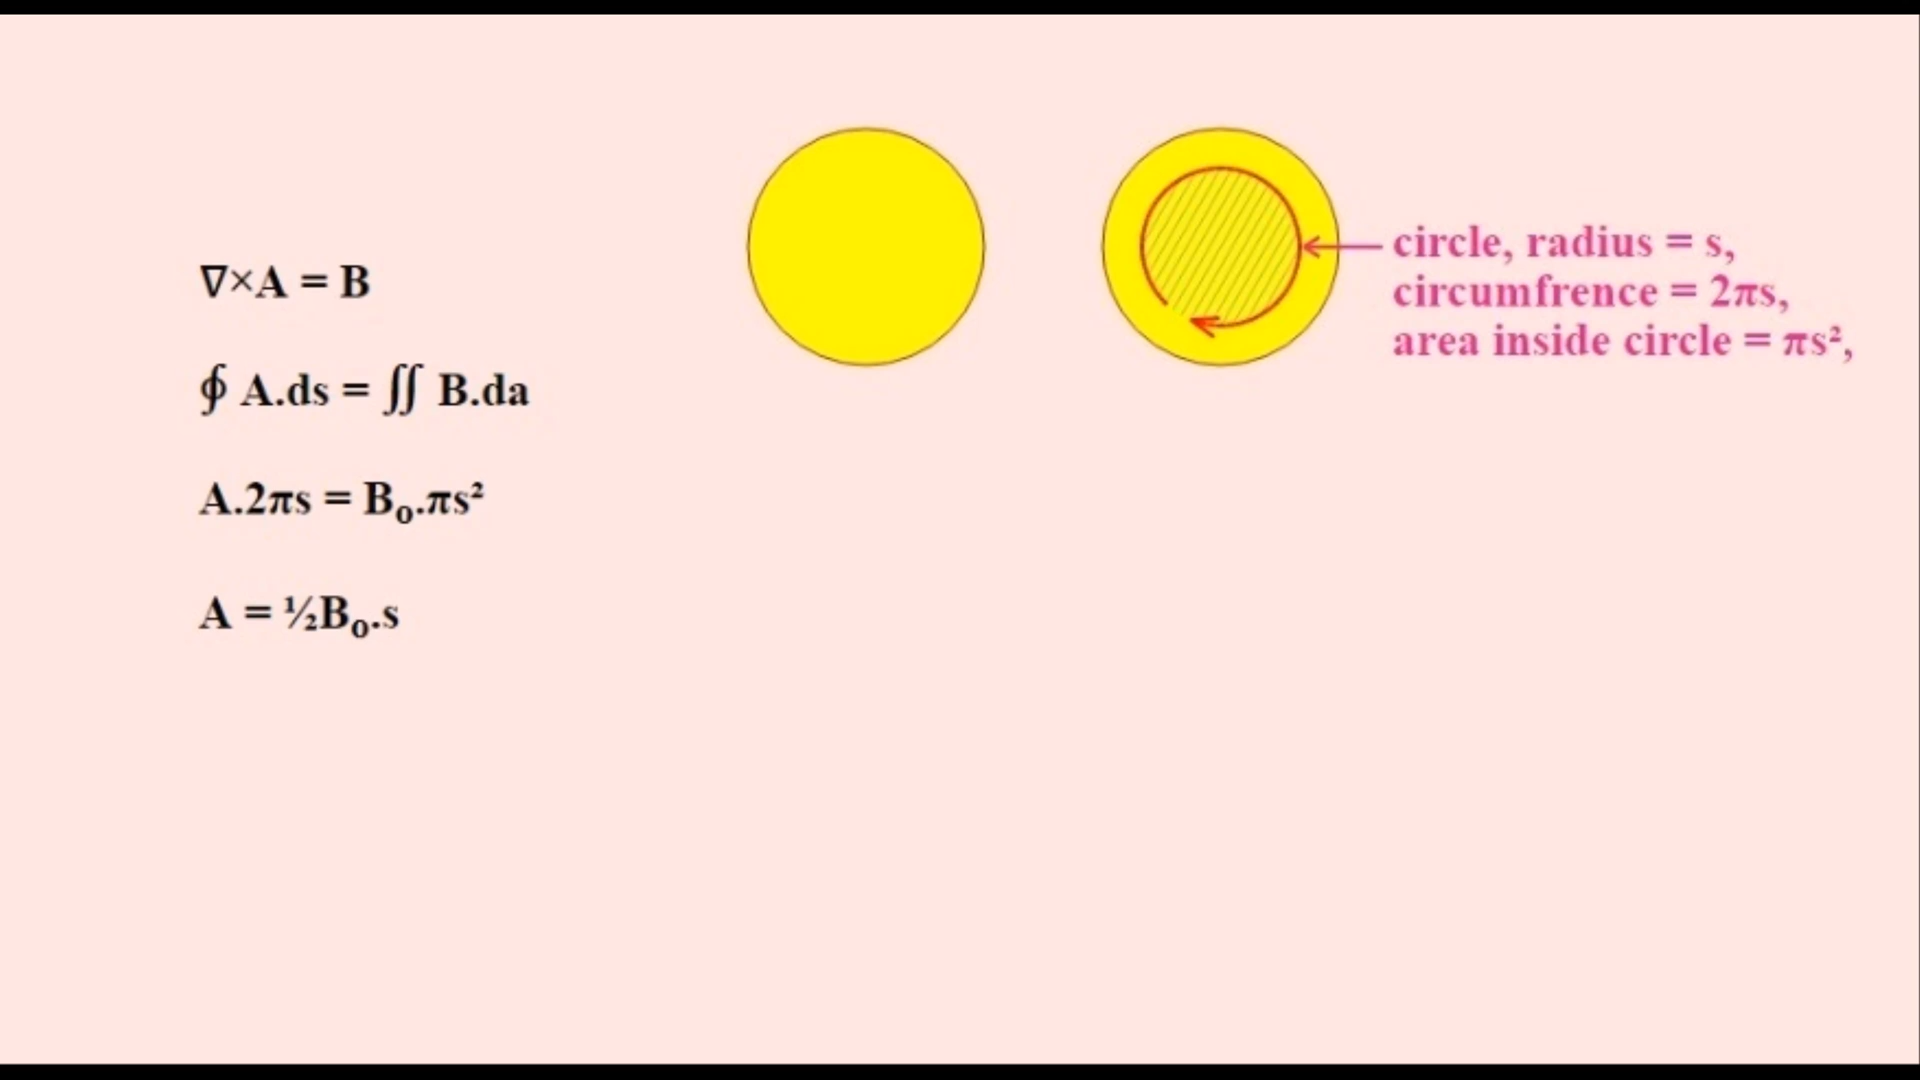 ∇×A = B
∮ A.ds = ∬ B.da
A.2πs = B₀.πs²
A = ½B₀.s
circle, radius = s,
circumfrence = 2πs,
area inside circle = πs²,